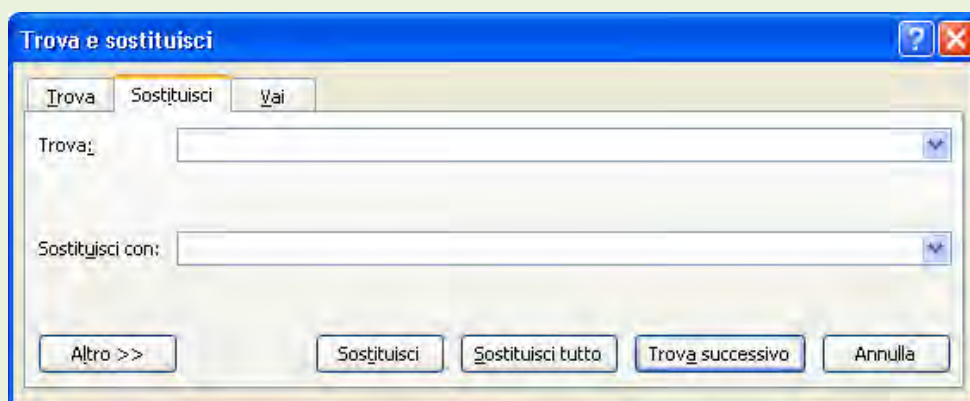 Trova e sostituisci
Trova Sostituisci Vai
Trova:
Sostituisci con:
Altro >> Sostituisci Sostituisci tutto Trova successivo Annulla